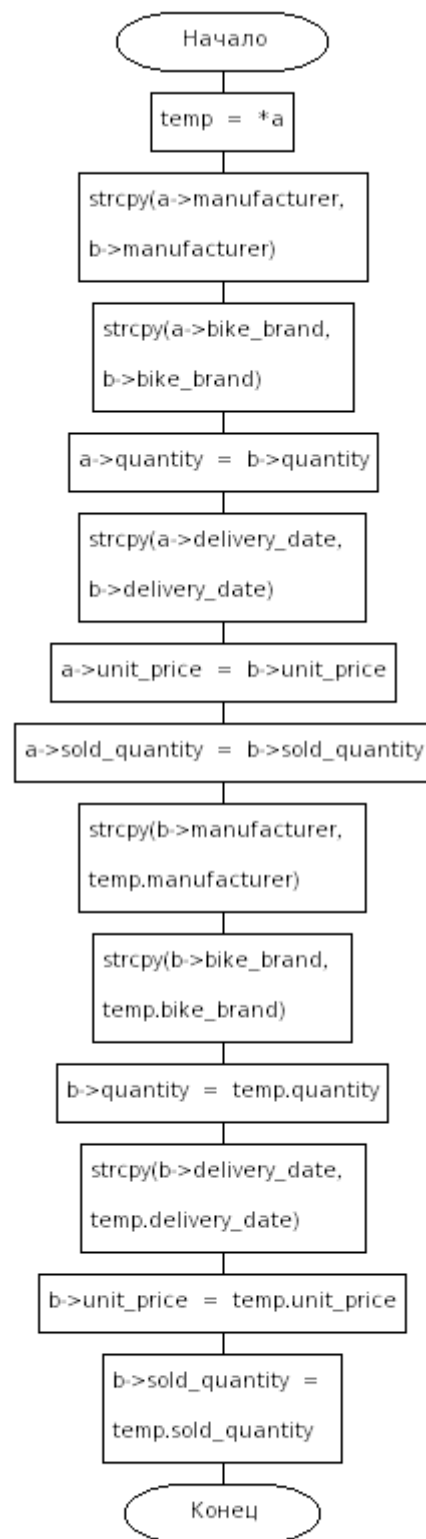 Начало
temp = *a
strcpy(a->manufacturer,
b->manufacturer)
strcpy(a->bike_brand,
b->bike_brand)
a->quantity = b->quantity
strcpy(a->delivery_date,
b->delivery_date)
a->unit_price = b->unit_price
a->sold_quantity = b->sold_quantity
strcpy(b->manufacturer,
temp.manufacturer)
strcpy(b->bike_brand,
temp.bike_brand)
b->quantity = temp.quantity
strcpy(b->delivery_date,
temp.delivery_date)
b->unit_price = temp.unit_price
b->sold_quantity =
temp.sold_quantity
Конец